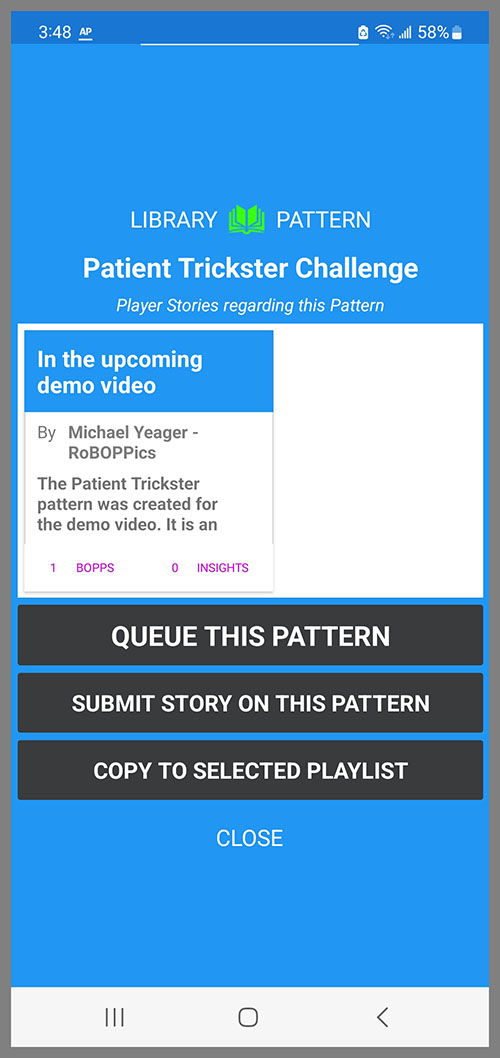 3:48 AP 58%
LIBRARY PATTERN
Patient Trickster Challenge
Player Stories regarding this Pattern
In the upcoming
demo video
By Michael Yeager -
RoBOPPics
The Patient Trickster
pattern was created for
the demo video. It is an
1 BOPPS 0 INSIGHTS
QUEUE THIS PATTERN
SUBMIT STORY ON THIS PATTERN
COPY TO SELECTED PLAYLIST
CLOSE